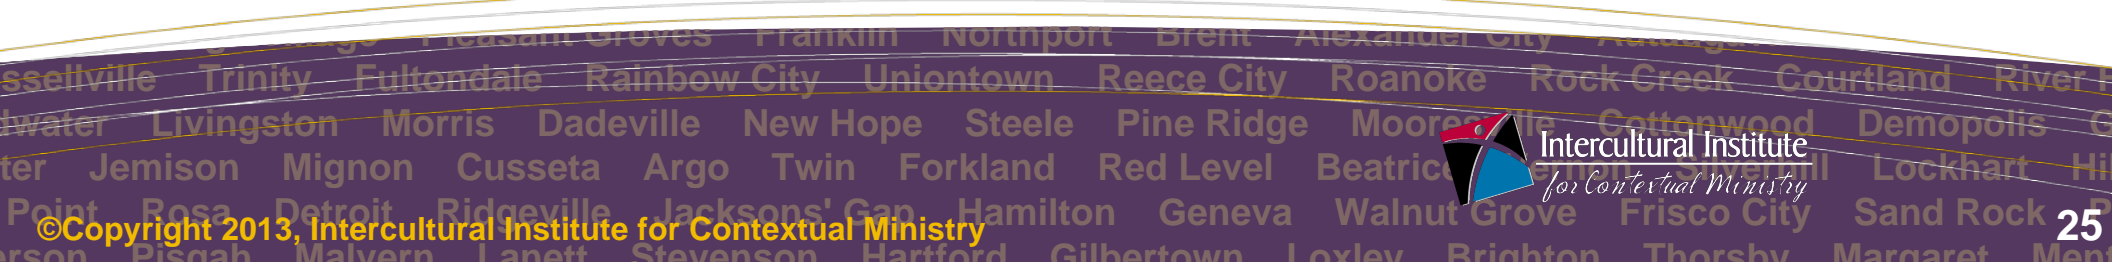 Pleasant Groves Franklin Northport Brent Alexander City
Trinity Fultondale Rainbow City Uniontown Reece City Roanoke Rock Creek Courtland River
Livingston Morris Dadeville New Hope Steele Pine Ridge Cottonwood Demopolis
Intercultural Institute
Jemison Mignon Cusseta Argo Twin Forkland Red Level Beatrice Lockhart
for Contextual Ministry
Point Rosa Detroit Ridgeville Jacksons' Gap Hamilton Geneva Walnut Grove Frisco City Sand Rock
©Copyright 2013, Intercultural Institute for Contextual Ministry
25
Pisgah Malvern Lanett Stevenson Hartford Gilbertown Loxley Brighton Thorsby Margaret